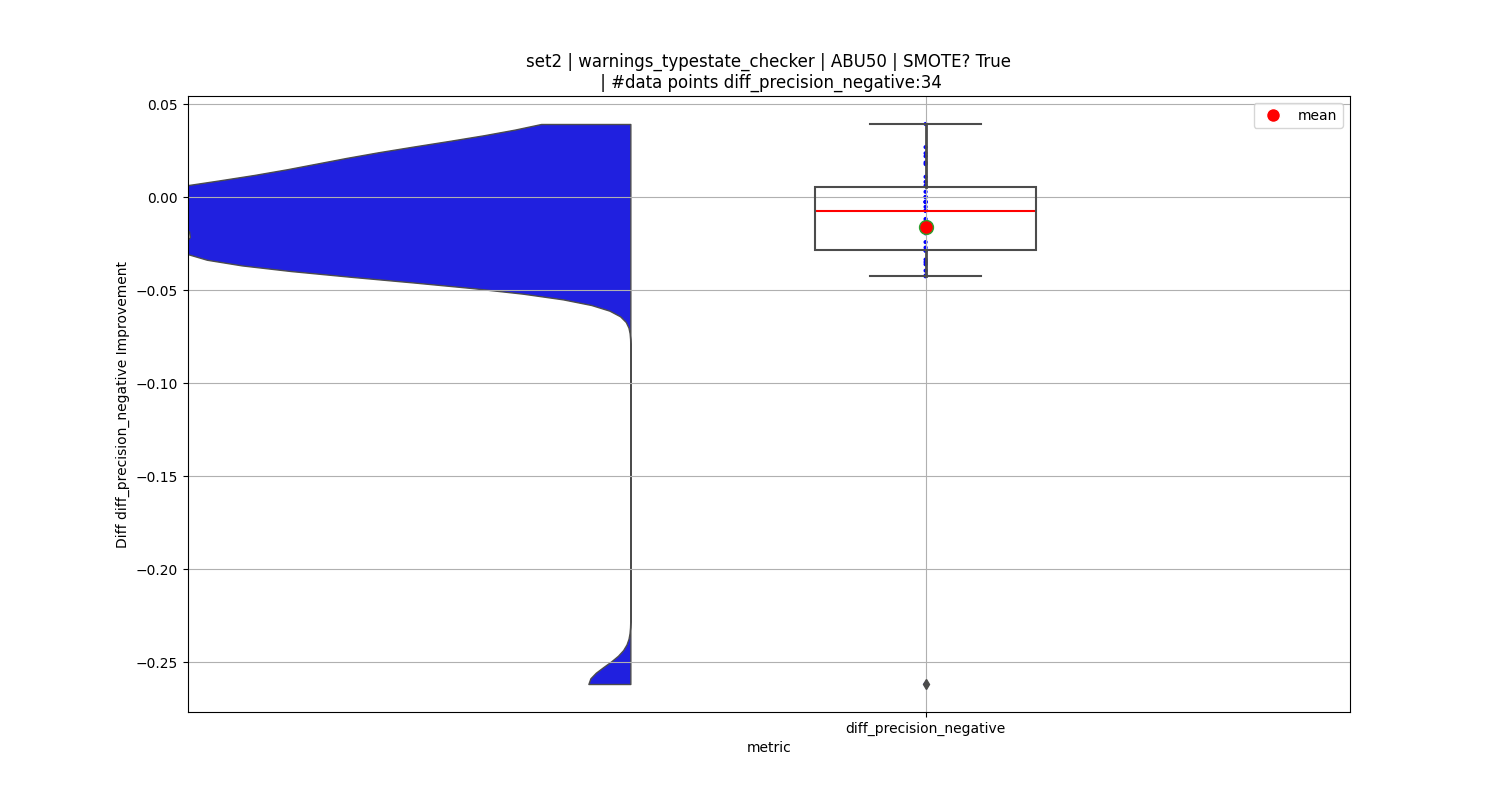 set2 | warnings_typestate_checker | ABU50 | SMOTE? True
| #data points diff_precision_negative:34
mean
0.05
0.00
−0.05
−0.10
−0.15
−0.20
−0.25
Diff diff_precision_negative Improvement
diff_precision_negative
metric